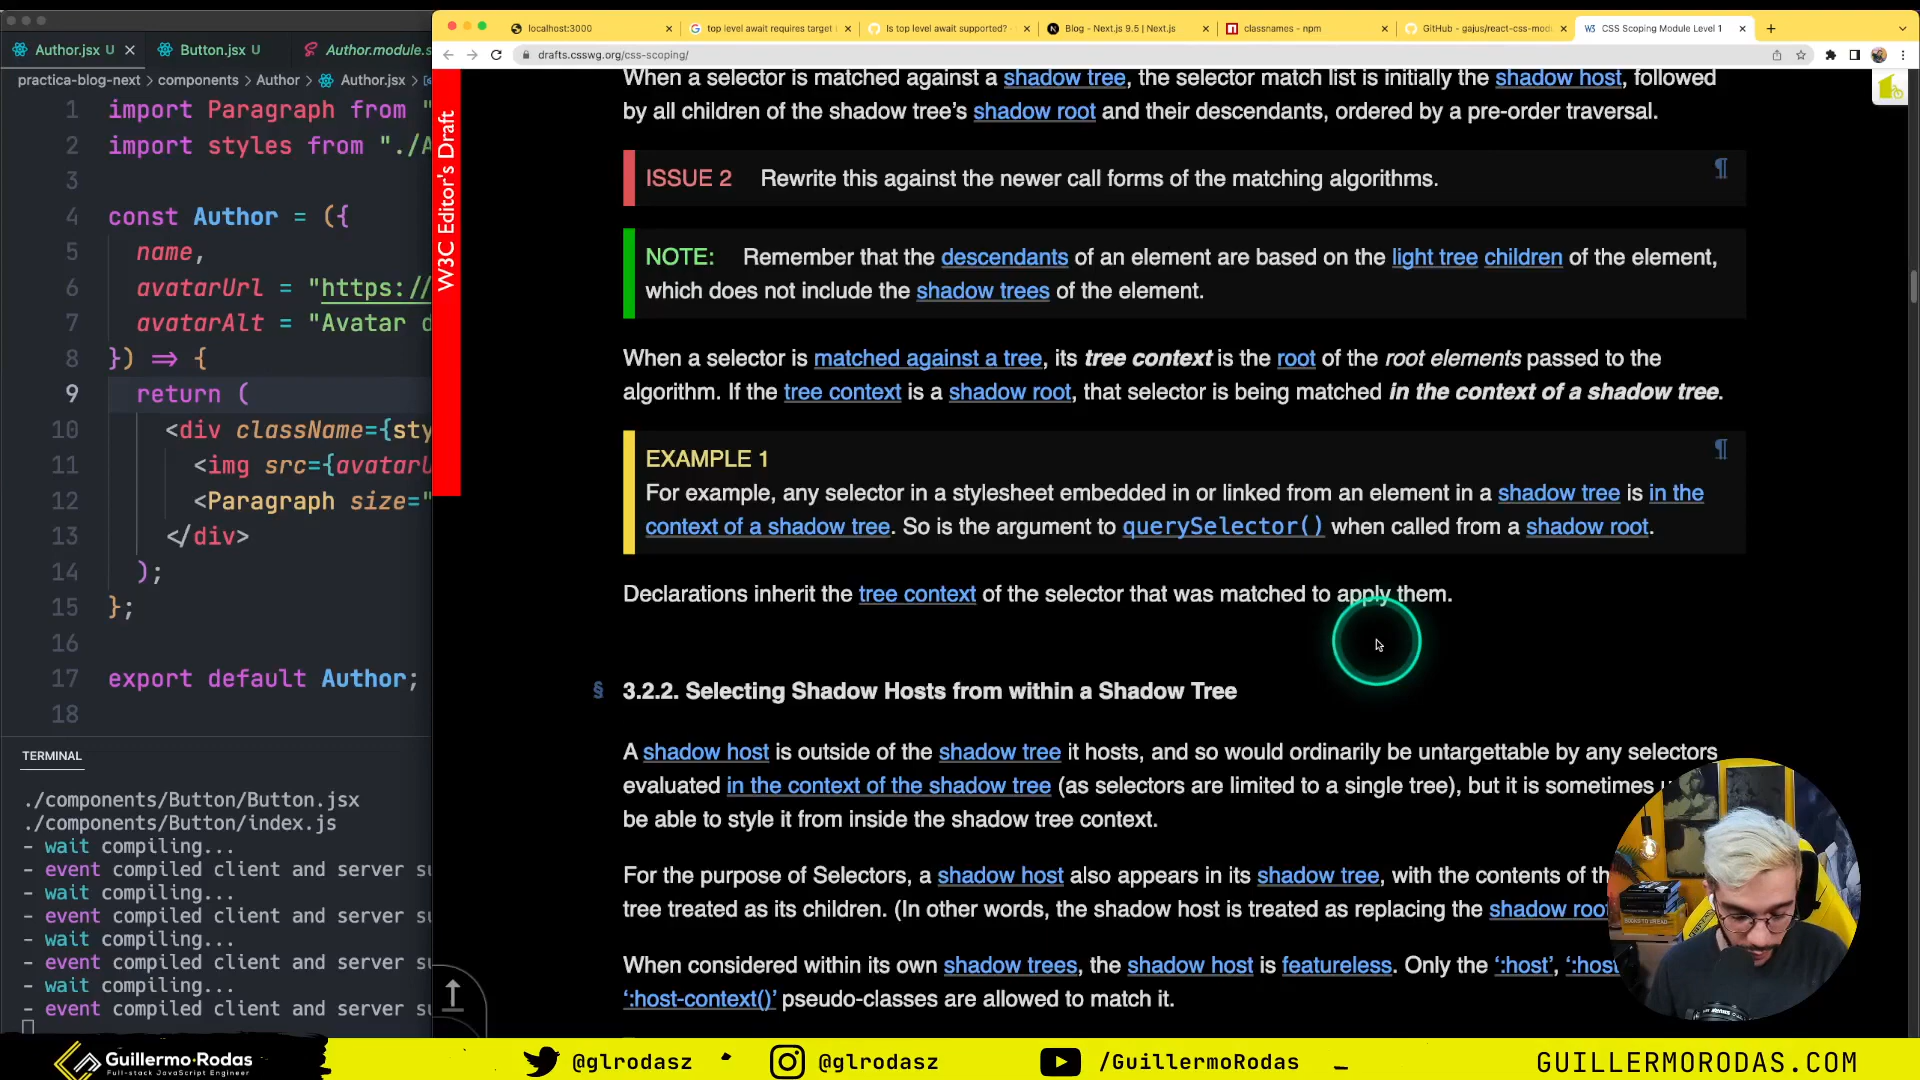 Author.jsx U
Button.jsx U
Author.module.s
localhost:3000
top level await requires target
Is top level await supported? -
Blog - Next.js 9.5 | Next.js
classnames - npm
GitHub - gajus/react-css-modu
CSS Scoping Module Level 1
practica-blog-next > components > Author > Author.jsx >
drafts.csswg.org/css-scoping/
1 import Paragraph from "
2 import styles from "./A
3
4 const Author = ({
5 name,
6 avatarUrl = "https://
7 avatarAlt = "Avatar d
8 }) => {
9 return (
10 <div className={sty
11 <img src={avatarU
12 <Paragraph size="
13 </div>
14 );
15 };
16
17 export default Author;
18
TERMINAL
./components/Button/Button.jsx
./components/Button/index.js
- wait compiling...
- event compiled client and server su
- wait compiling...
- event compiled client and server su
- wait compiling...
- event compiled client and server su
- wait compiling...
- event compiled client and server su
W3C Editor's Draft
When a selector is matched against a shadow tree, the selector match list is initially the shadow host, followed
by all children of the shadow tree's shadow root and their descendants, ordered by a pre-order traversal.
ISSUE 2 Rewrite this against the newer call forms of the matching algorithms. ¶
NOTE: Remember that the descendants of an element are based on the light tree children of the element,
which does not include the shadow trees of the element.
When a selector is matched against a tree, its tree context is the root of the root elements passed to the
algorithm. If the tree context is a shadow root, that selector is being matched in the context of a shadow tree.
EXAMPLE 1 ¶
For example, any selector in a stylesheet embedded in or linked from an element in a shadow tree is in the
context of a shadow tree. So is the argument to querySelector() when called from a shadow root.
Declarations inherit the tree context of the selector that was matched to apply them.
§ 3.2.2. Selecting Shadow Hosts from within a Shadow Tree
A shadow host is outside of the shadow tree it hosts, and so would ordinarily be untargettable by any selectors
evaluated in the context of the shadow tree (as selectors are limited to a single tree), but it is sometimes
be able to style it from inside the shadow tree context.
For the purpose of Selectors, a shadow host also appears in its shadow tree, with the contents of th
tree treated as its children. (In other words, the shadow host is treated as replacing the shadow root
When considered within its own shadow trees, the shadow host is featureless. Only the ':host', ':host
':host-context()' pseudo-classes are allowed to match it.
Guillermo·Rodas
Full-stack JavaScript Engineer
@glrodasz
@glrodasz
/GuillermoRodas
GUILLERMORODAS.COM